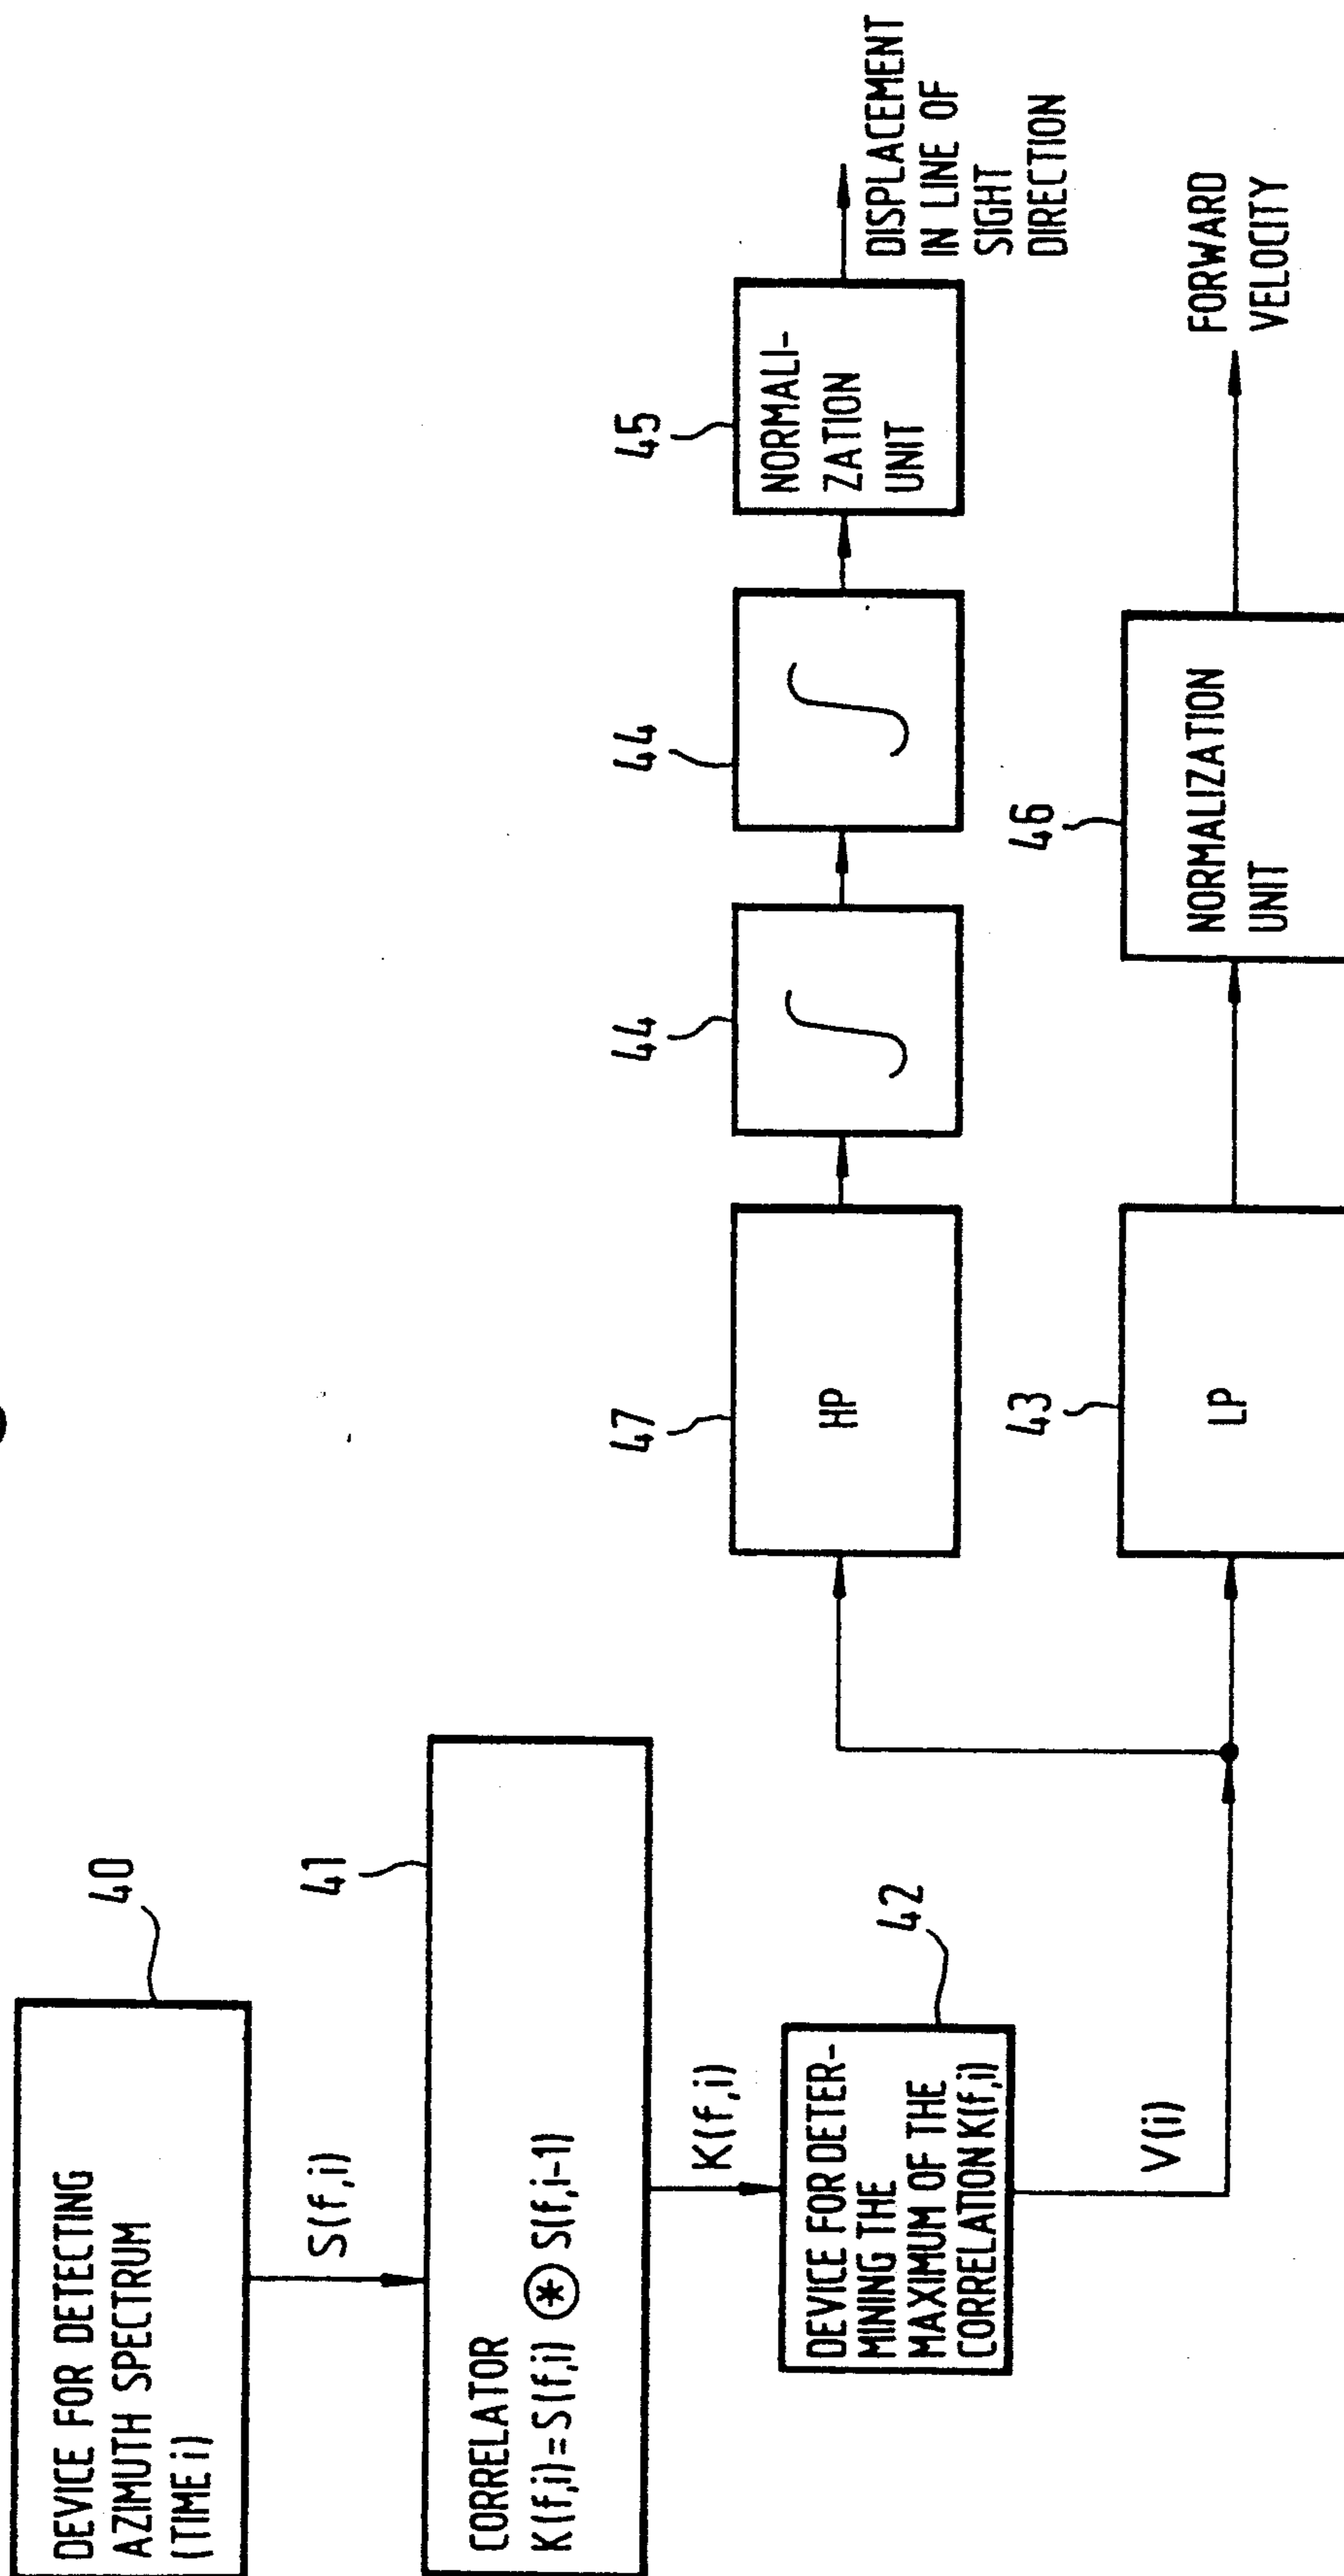 DEVICE FOR DETECTING
AZIMUTH SPECTRUM
(TIME i)
40
S(f,i)
CORRELATOR
K(f,i)=S(f,i) ⊛ S(f,i-1)
41
K(f,i)
DEVICE FOR DETER-
MINING THE
MAXIMUM OF THE
CORRELATION K(f,i)
42
V(i)
47
HP
44
44
45
NORMALI-
ZATION
UNIT
DISPLACEMENT
IN LINE OF
SIGHT
DIRECTION
43
LP
46
NORMALIZATION
UNIT
FORWARD
VELOCITY